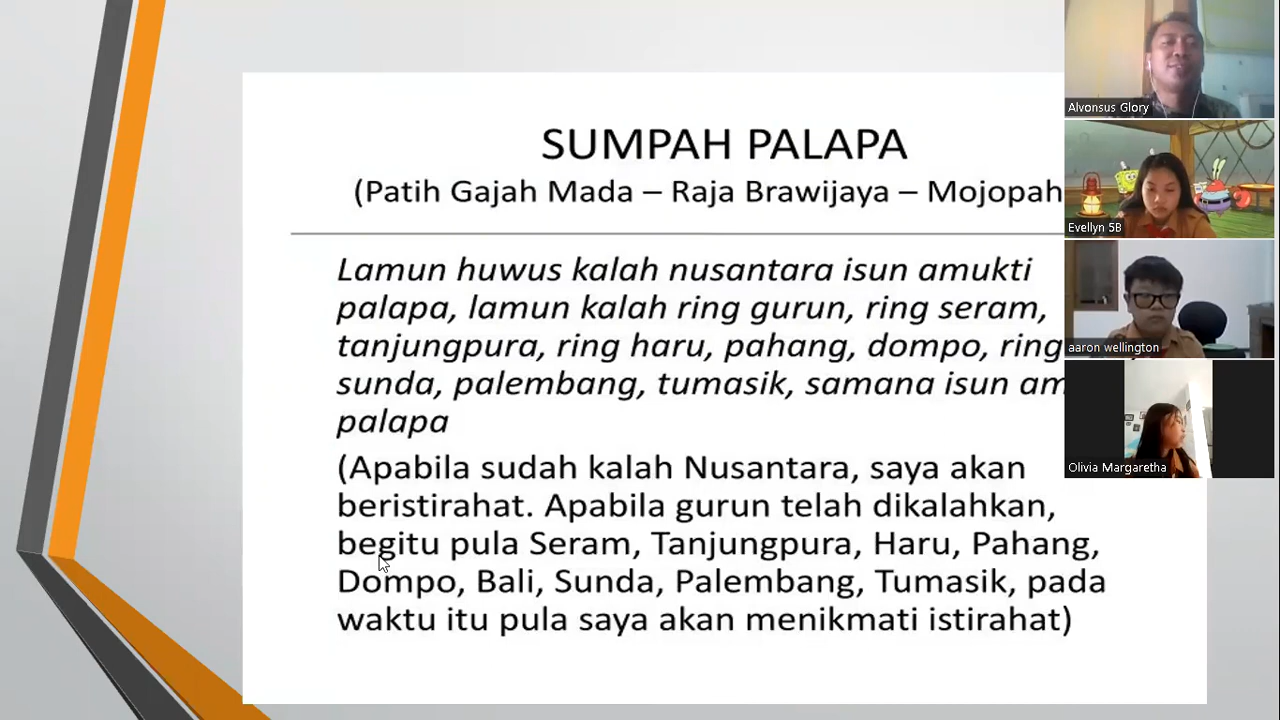 SUMPAH PALAPA
(Patih Gajah Mada – Raja Brawijaya – Mojopah
Lamun huwus kalah nusantara isun amukti
palapa, lamun kalah ring gurun, ring seram,
tanjungpura, ring haru, pahang, dompo, ring
sunda, palembang, tumasik, samana isun
palapa
(Apabila sudah kalah Nusantara, saya akan
beristirahat. Apabila gurun telah dikalahkan,
begitu pula Seram, Tanjungpura, Haru, Pahang,
Dompo, Bali, Sunda, Palembang, Tumasik, pada
waktu itu pula saya akan menikmati istirahat)
Alvonsus Glory
Evellyn 5B
aaron wellington
Olivia Margaretha